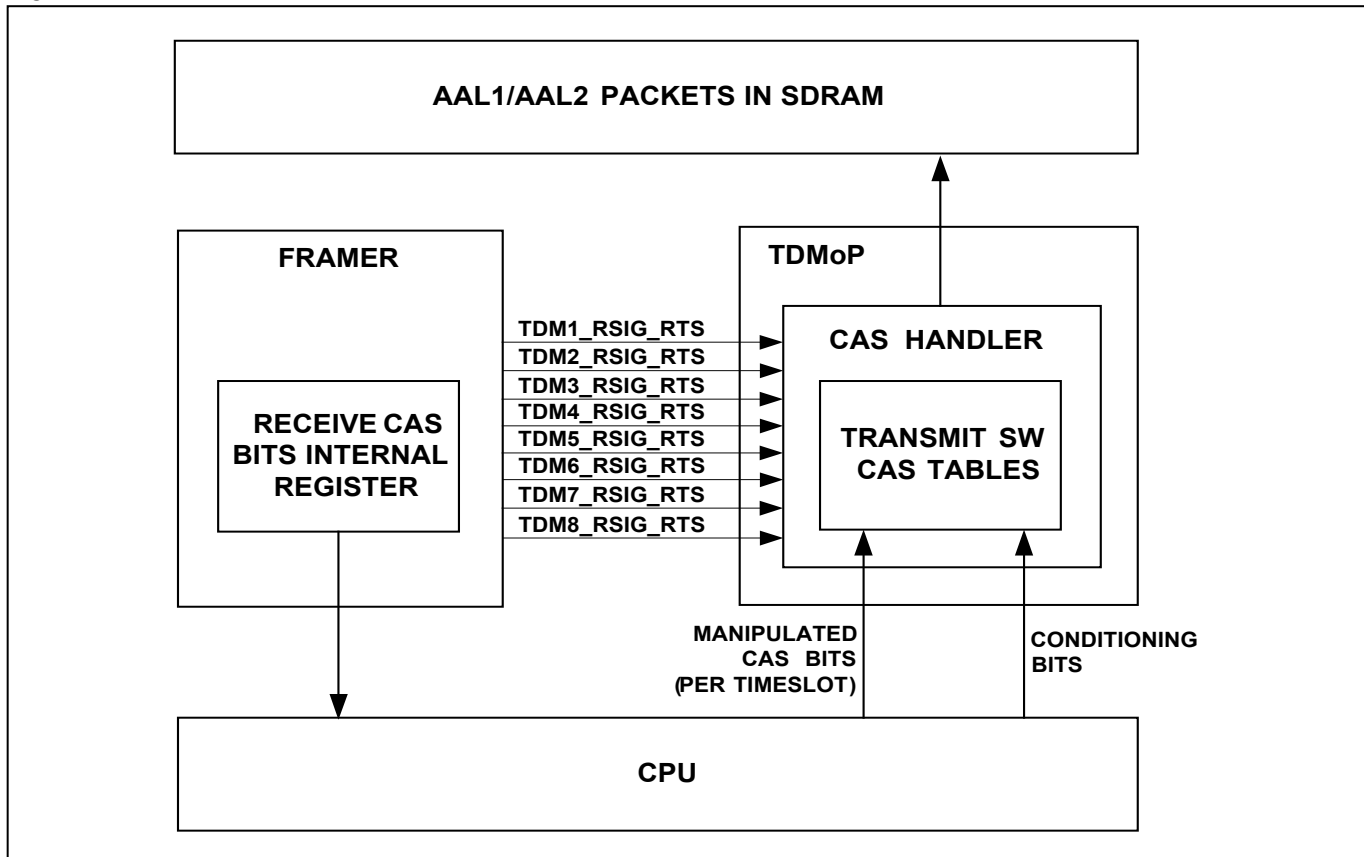 AAL1/AAL2 PACKETS IN SDRAM
FRAMER
TDMoP
TDM1_RSIG_RTS
TDM2_RSIG_RTS
TDM3_RSIG_RTS
TDM4_RSIG_RTS
TDM5_RSIG_RTS
TDM6_RSIG_RTS
TDM7_RSIG_RTS
TDM8_RSIG_RTS
CAS HANDLER
RECEIVE CAS
BITS INTERNAL
REGISTER
TRANSMIT SW
CAS TABLES
MANIPULATED
CAS BITS
(PER TIMESLOT)
CONDITIONING
BITS
CPU